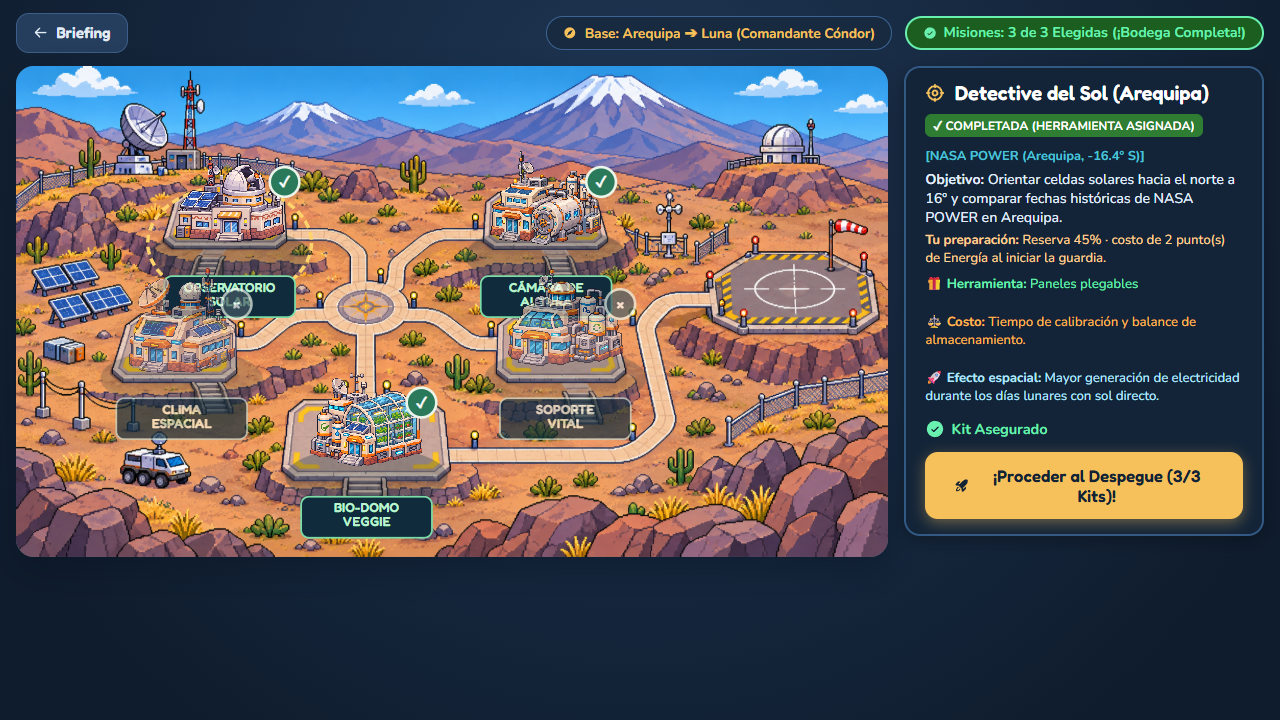 Briefing
Base: Arequipa ➔ Luna (Comandante Cóndor)
Misiones: 3 de 3 Elegidas (¡Bodega Completa!)
OBSERVATORIO
SOLAR
CÁMARA DE
CLIMA
ESPACIAL
SOPORTE
VITAL
BIO-DOMO
VEGGIE
Detective del Sol (Arequipa)
✓ COMPLETADA (HERRAMIENTA ASIGNADA)
[NASA POWER (Arequipa, -16.4° S)]
Objetivo: Orientar celdas solares hacia el norte a
16° y comparar fechas históricas de NASA
POWER en Arequipa.
Tu preparación: Reserva 45% · costo de 2 punto(s)
de Energía al iniciar la guardia.
🎁 Herramienta: Paneles plegables
⚖️ Costo: Tiempo de calibración y balance de
almacenamiento.
🚀 Efecto espacial: Mayor generación de electricidad
durante los días lunares con sol directo.
Kit Asegurado
¡Proceder al Despegue (3/3
Kits)!